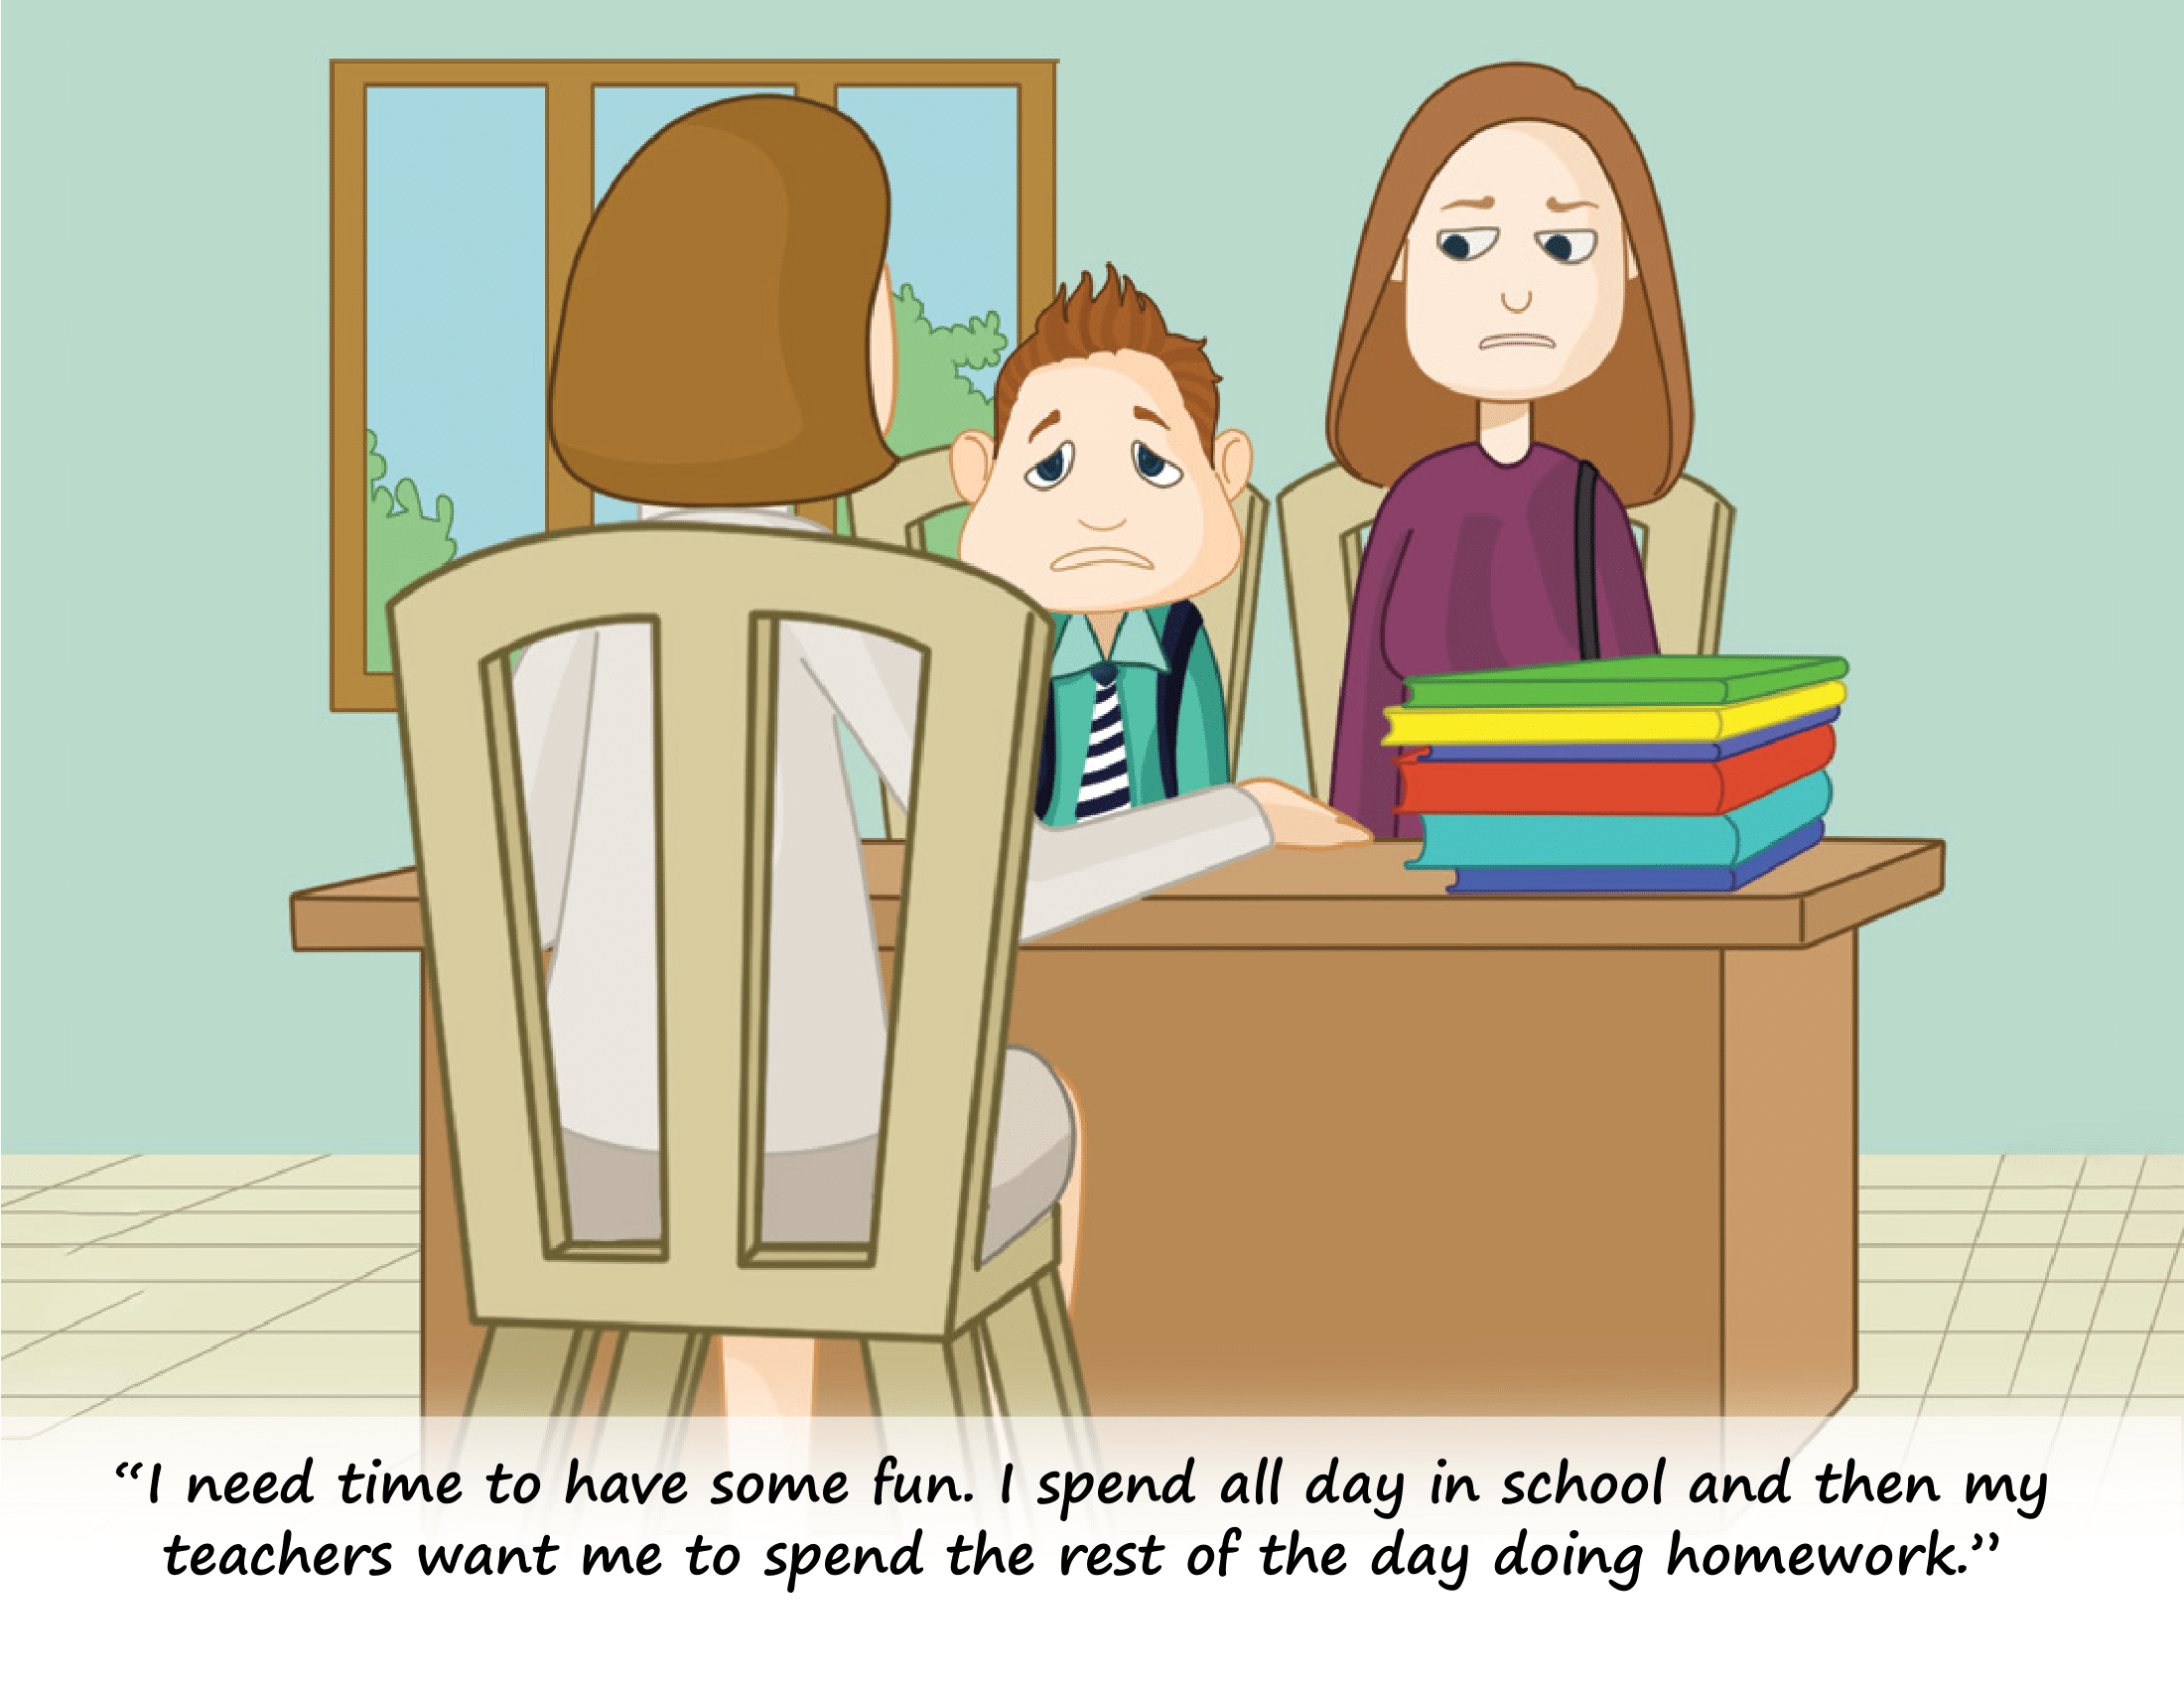 “I need time to have some fun. I spend all day in school and then my
teachers want me to spend the rest of the day doing homework.”